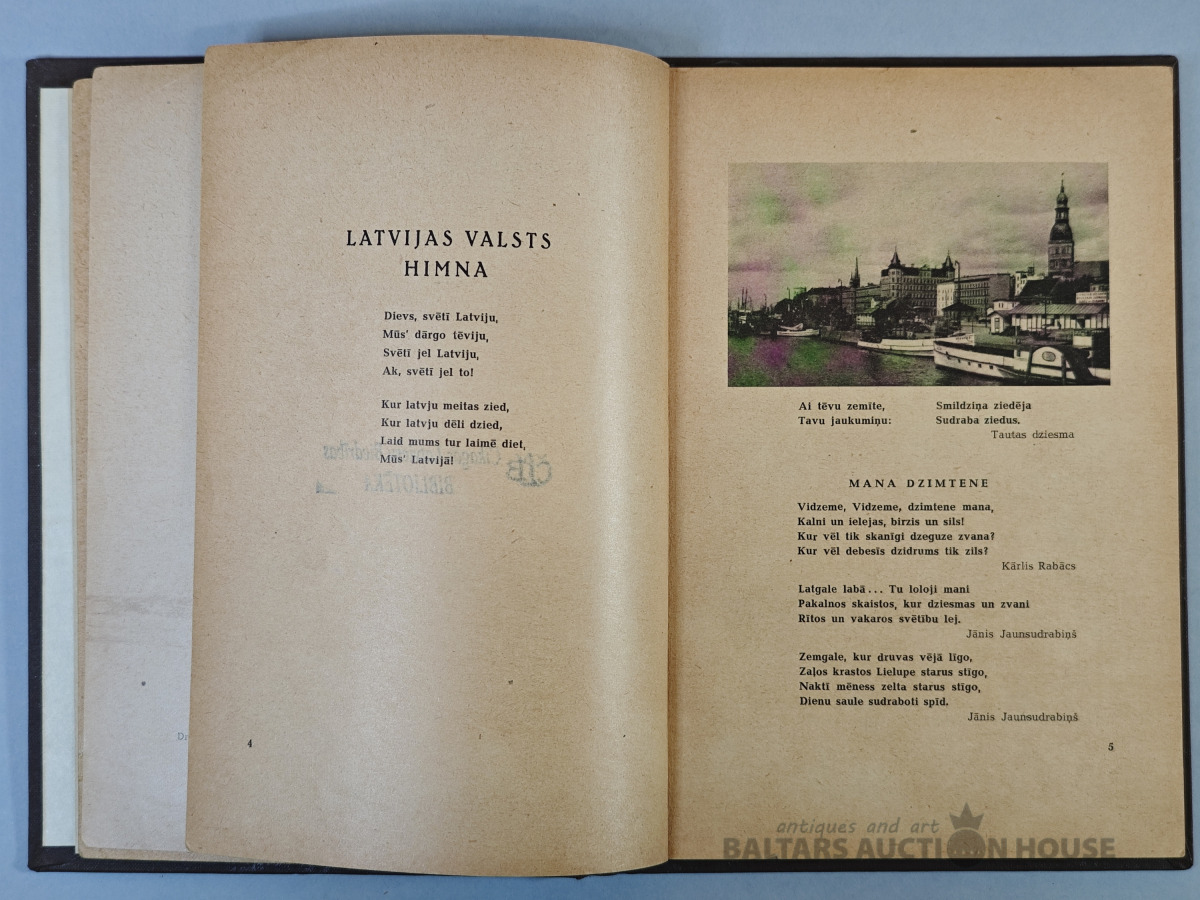 LATVIJAS VALSTS
HIMNA
Dievs, svētī Latviju,
Mūs' dārgo tēviju,
Svētī jel Latviju,
Ak, svētī jel to!
Kur latvju meitas zied,
Kur latvju dēli dzied,
Laid mums tur laimē diet,
Mūs' Latvijā!
BIBLIOTĒKA
4
Ai tēvu zemīte,
Tavu jaukumiņu:
Smildziņa ziedēja
Sudraba ziedus.
Tautas dziesma
MANA DZIMTENE
Vidzeme, Vidzeme, dzimtene mana,
Kalni un ielejas, birzis un sils!
Kur vēl tik skanīgi dzeguze zvana?
Kur vēl debesīs dzidrums tik zils?
Kārlis Rabācs
Latgale labā... Tu loloji mani
Pakalnos skaistos, kur dziesmas un zvani
Rītos un vakaros svētību lej.
Jānis Jaunsudrabiņš
Zemgale, kur druvas vējā līgo,
Zaļos krastos Lielupe starus stīgo,
Naktī mēness zelta starus stīgo,
Dienu saule sudraboti spīd.
Jānis Jaunsudrabiņš
5
antiques and art
BALTARS AUCTION HOUSE